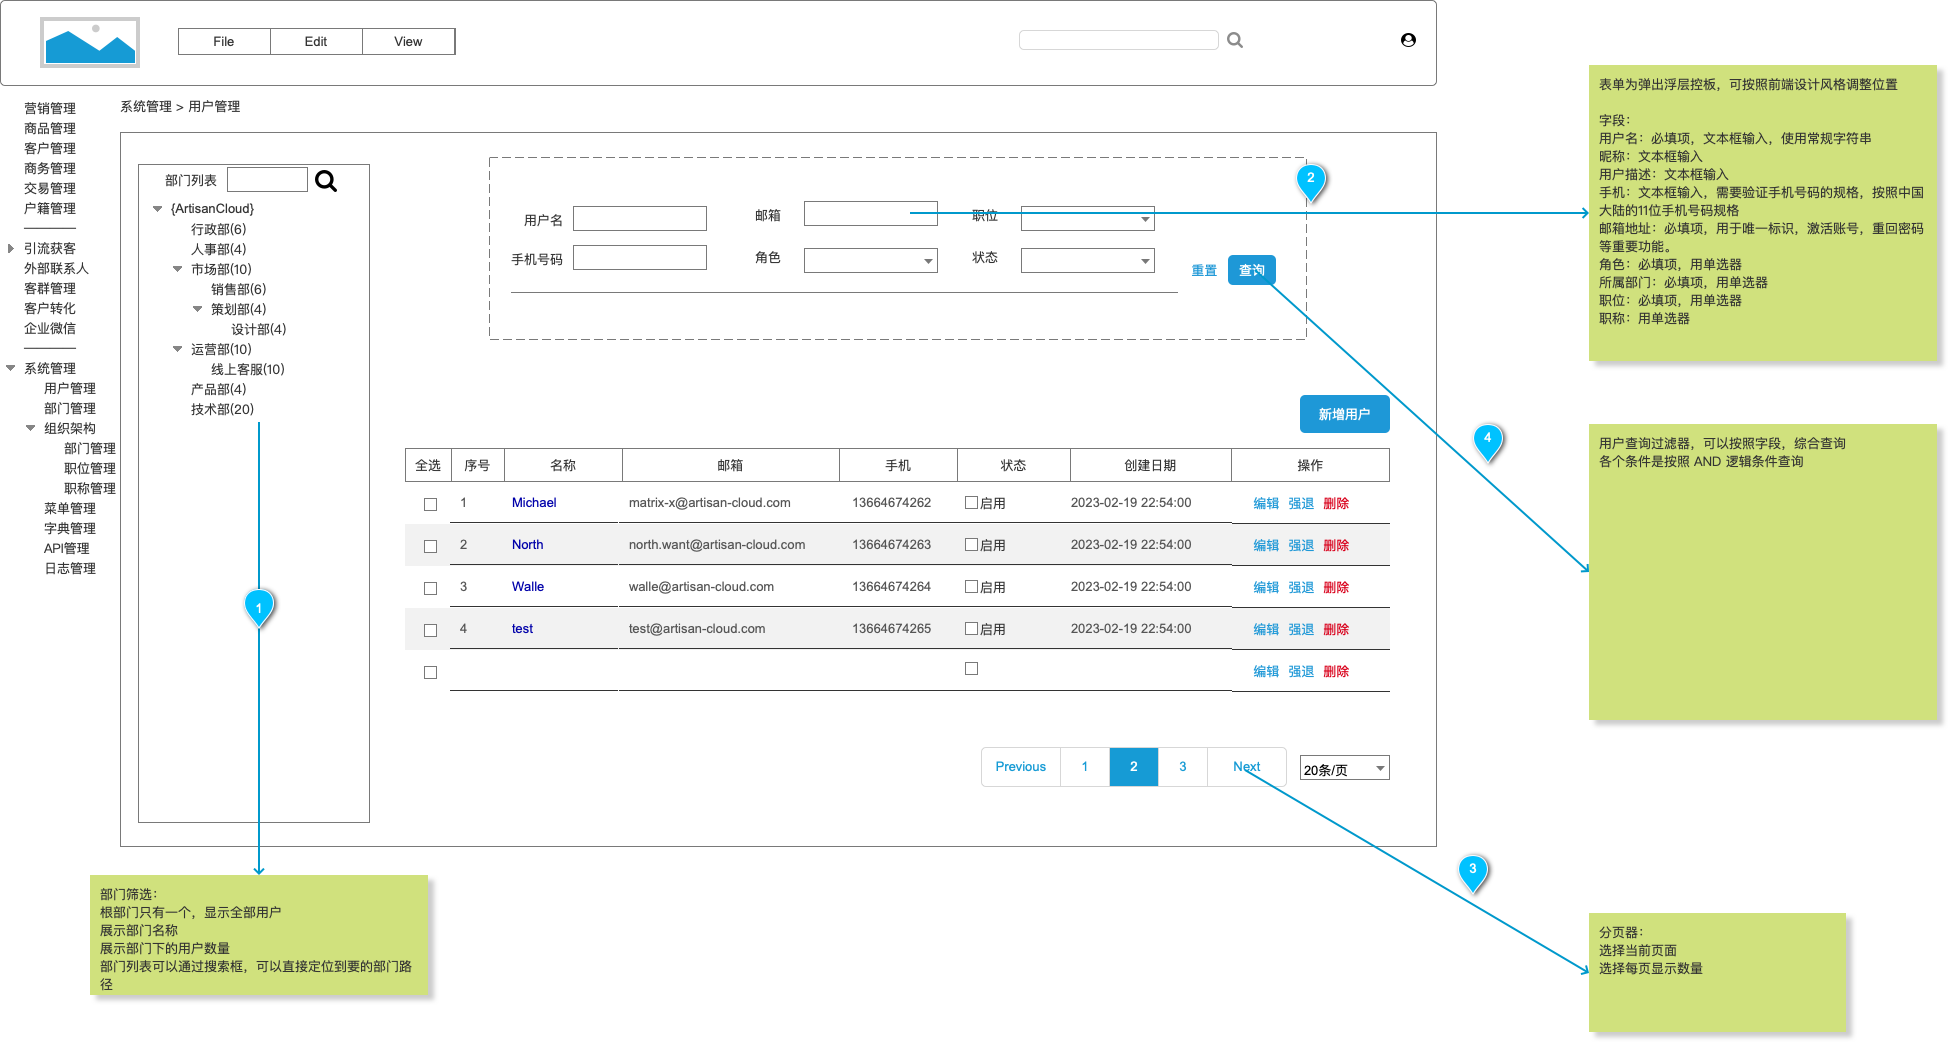 File
Edit
View
营销管理
商品管理
客户管理
商务管理
交易管理
户籍管理
引流获客
外部联系人
客群管理
客户转化
企业微信
系统管理
用户管理
部门管理
组织架构
部门管理
职位管理
职称管理
菜单管理
字典管理
API管理
日志管理
系统管理 > 用户管理
部门列表
{ArtisanCloud}
行政部(6)
人事部(4)
市场部(10)
销售部(6)
策划部(4)
设计部(4)
运营部(10)
线上客服(10)
产品部(4)
技术部(20)
1
用户名
邮箱
职位
手机号码
角色
状态
重置
查询
2
新增用户
4
全选 序号 名称 邮箱 手机 状态 创建日期 操作
1 Michael matrix-x@artisan-cloud.com 13664674262 启用 2023-02-19 22:54:00 编辑 强退 删除
2 North north.want@artisan-cloud.com 13664674263 启用 2023-02-19 22:54:00 编辑 强退 删除
3 Walle walle@artisan-cloud.com 13664674264 启用 2023-02-19 22:54:00 编辑 强退 删除
4 test test@artisan-cloud.com 13664674265 启用 2023-02-19 22:54:00 编辑 强退 删除
编辑 强退 删除
Previous 1 2 3 Next
20条/页
3
表单为弹出浮层控板，可按照前端设计风格调整位置
字段：
用户名：必填项，文本框输入，使用常规字符串
昵称：文本框输入
用户描述：文本框输入
手机：文本框输入，需要验证手机号码的规格，按照中国
大陆的11位手机号码规格
邮箱地址：必填项，用于唯一标识，激活账号，重回密码
等重要功能。
角色：必填项，用单选器
所属部门：必填项，用单选器
职位：必填项，用单选器
职称：用单选器
用户查询过滤器，可以按照字段，综合查询
各个条件是按照 AND 逻辑条件查询
部门筛选：
根部门只有一个，显示全部用户
展示部门名称
展示部门下的用户数量
部门列表可以通过搜索框，可以直接定位到要的部门路
径
分页器：
选择当前页面
选择每页显示数量